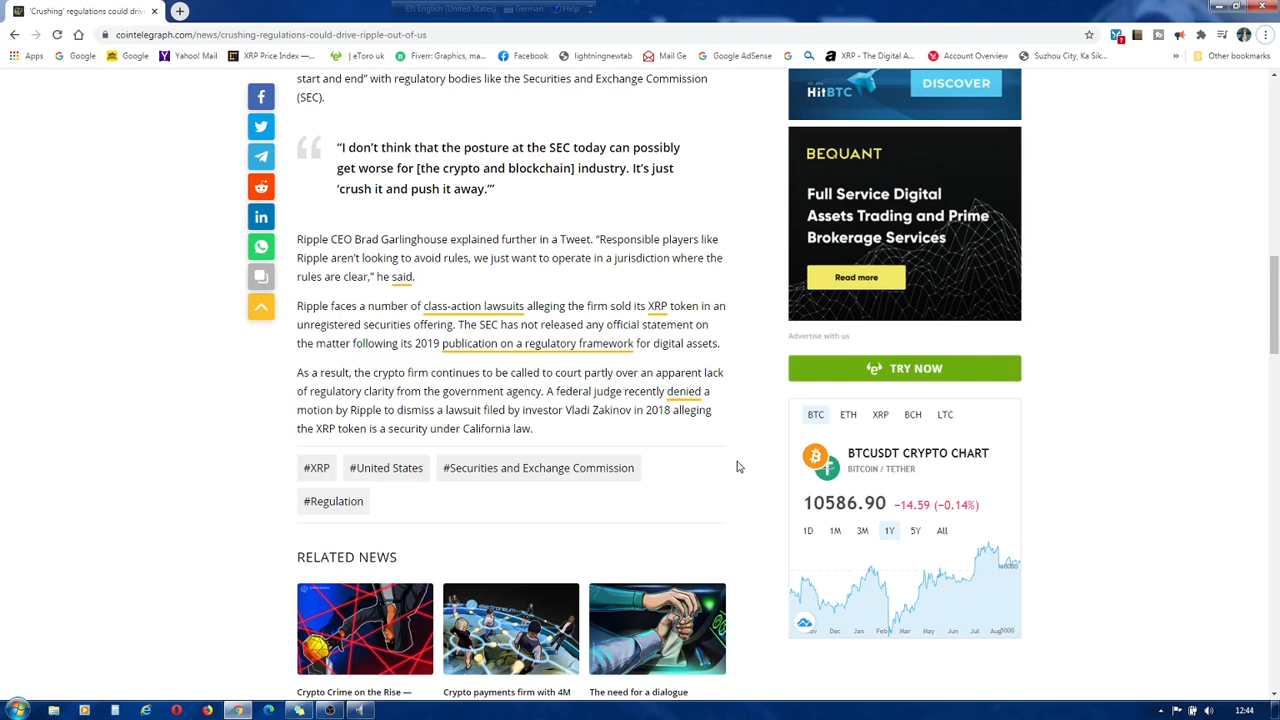 EN English (United States) German Help
'Crushing' regulations could driv
cointelegraph.com/news/crushing-regulations-could-drive-ripple-out-of-us
Apps Google Google Yahoo! Mail XRP Price Index —... | eToro uk Fiverr: Graphics, ma... Facebook lightningnewtab Mail Ge Google AdSense XRP - The Digital A... Account Overview Suzhou City, Ka Sik... » Other bookmarks
start and end" with regulatory bodies like the Securities and Exchange Commission
(SEC).
"I don't think that the posture at the SEC today can possibly
get worse for [the crypto and blockchain] industry. It's just
'crush it and push it away.'"
Ripple CEO Brad Garlinghouse explained further in a Tweet. "Responsible players like
Ripple aren't looking to avoid rules, we just want to operate in a jurisdiction where the
rules are clear," he said.
Ripple faces a number of class-action lawsuits alleging the firm sold its XRP token in an
unregistered securities offering. The SEC has not released any official statement on
the matter following its 2019 publication on a regulatory framework for digital assets.
As a result, the crypto firm continues to be called to court partly over an apparent lack
of regulatory clarity from the government agency. A federal judge recently denied a
motion by Ripple to dismiss a lawsuit filed by investor Vladi Zakinov in 2018 alleging
the XRP token is a security under California law.
#XRP #United States #Securities and Exchange Commission
#Regulation
RELATED NEWS
Crypto Crime on the Rise — Crypto payments firm with 4M The need for a dialogue
HitBTC DISCOVER
BEQUANT
Full Service Digital
Assets Trading and Prime
Brokerage Services
Read more
Advertise with us
TRY NOW
BTC ETH XRP BCH LTC
BTCUSDT CRYPTO CHART
BITCOIN / TETHER
10586.90 −14.59 (−0.14%)
1D 1M 3M 1Y 5Y All
Dec Jan Feb Mar May Jun Jul Aug
12:44